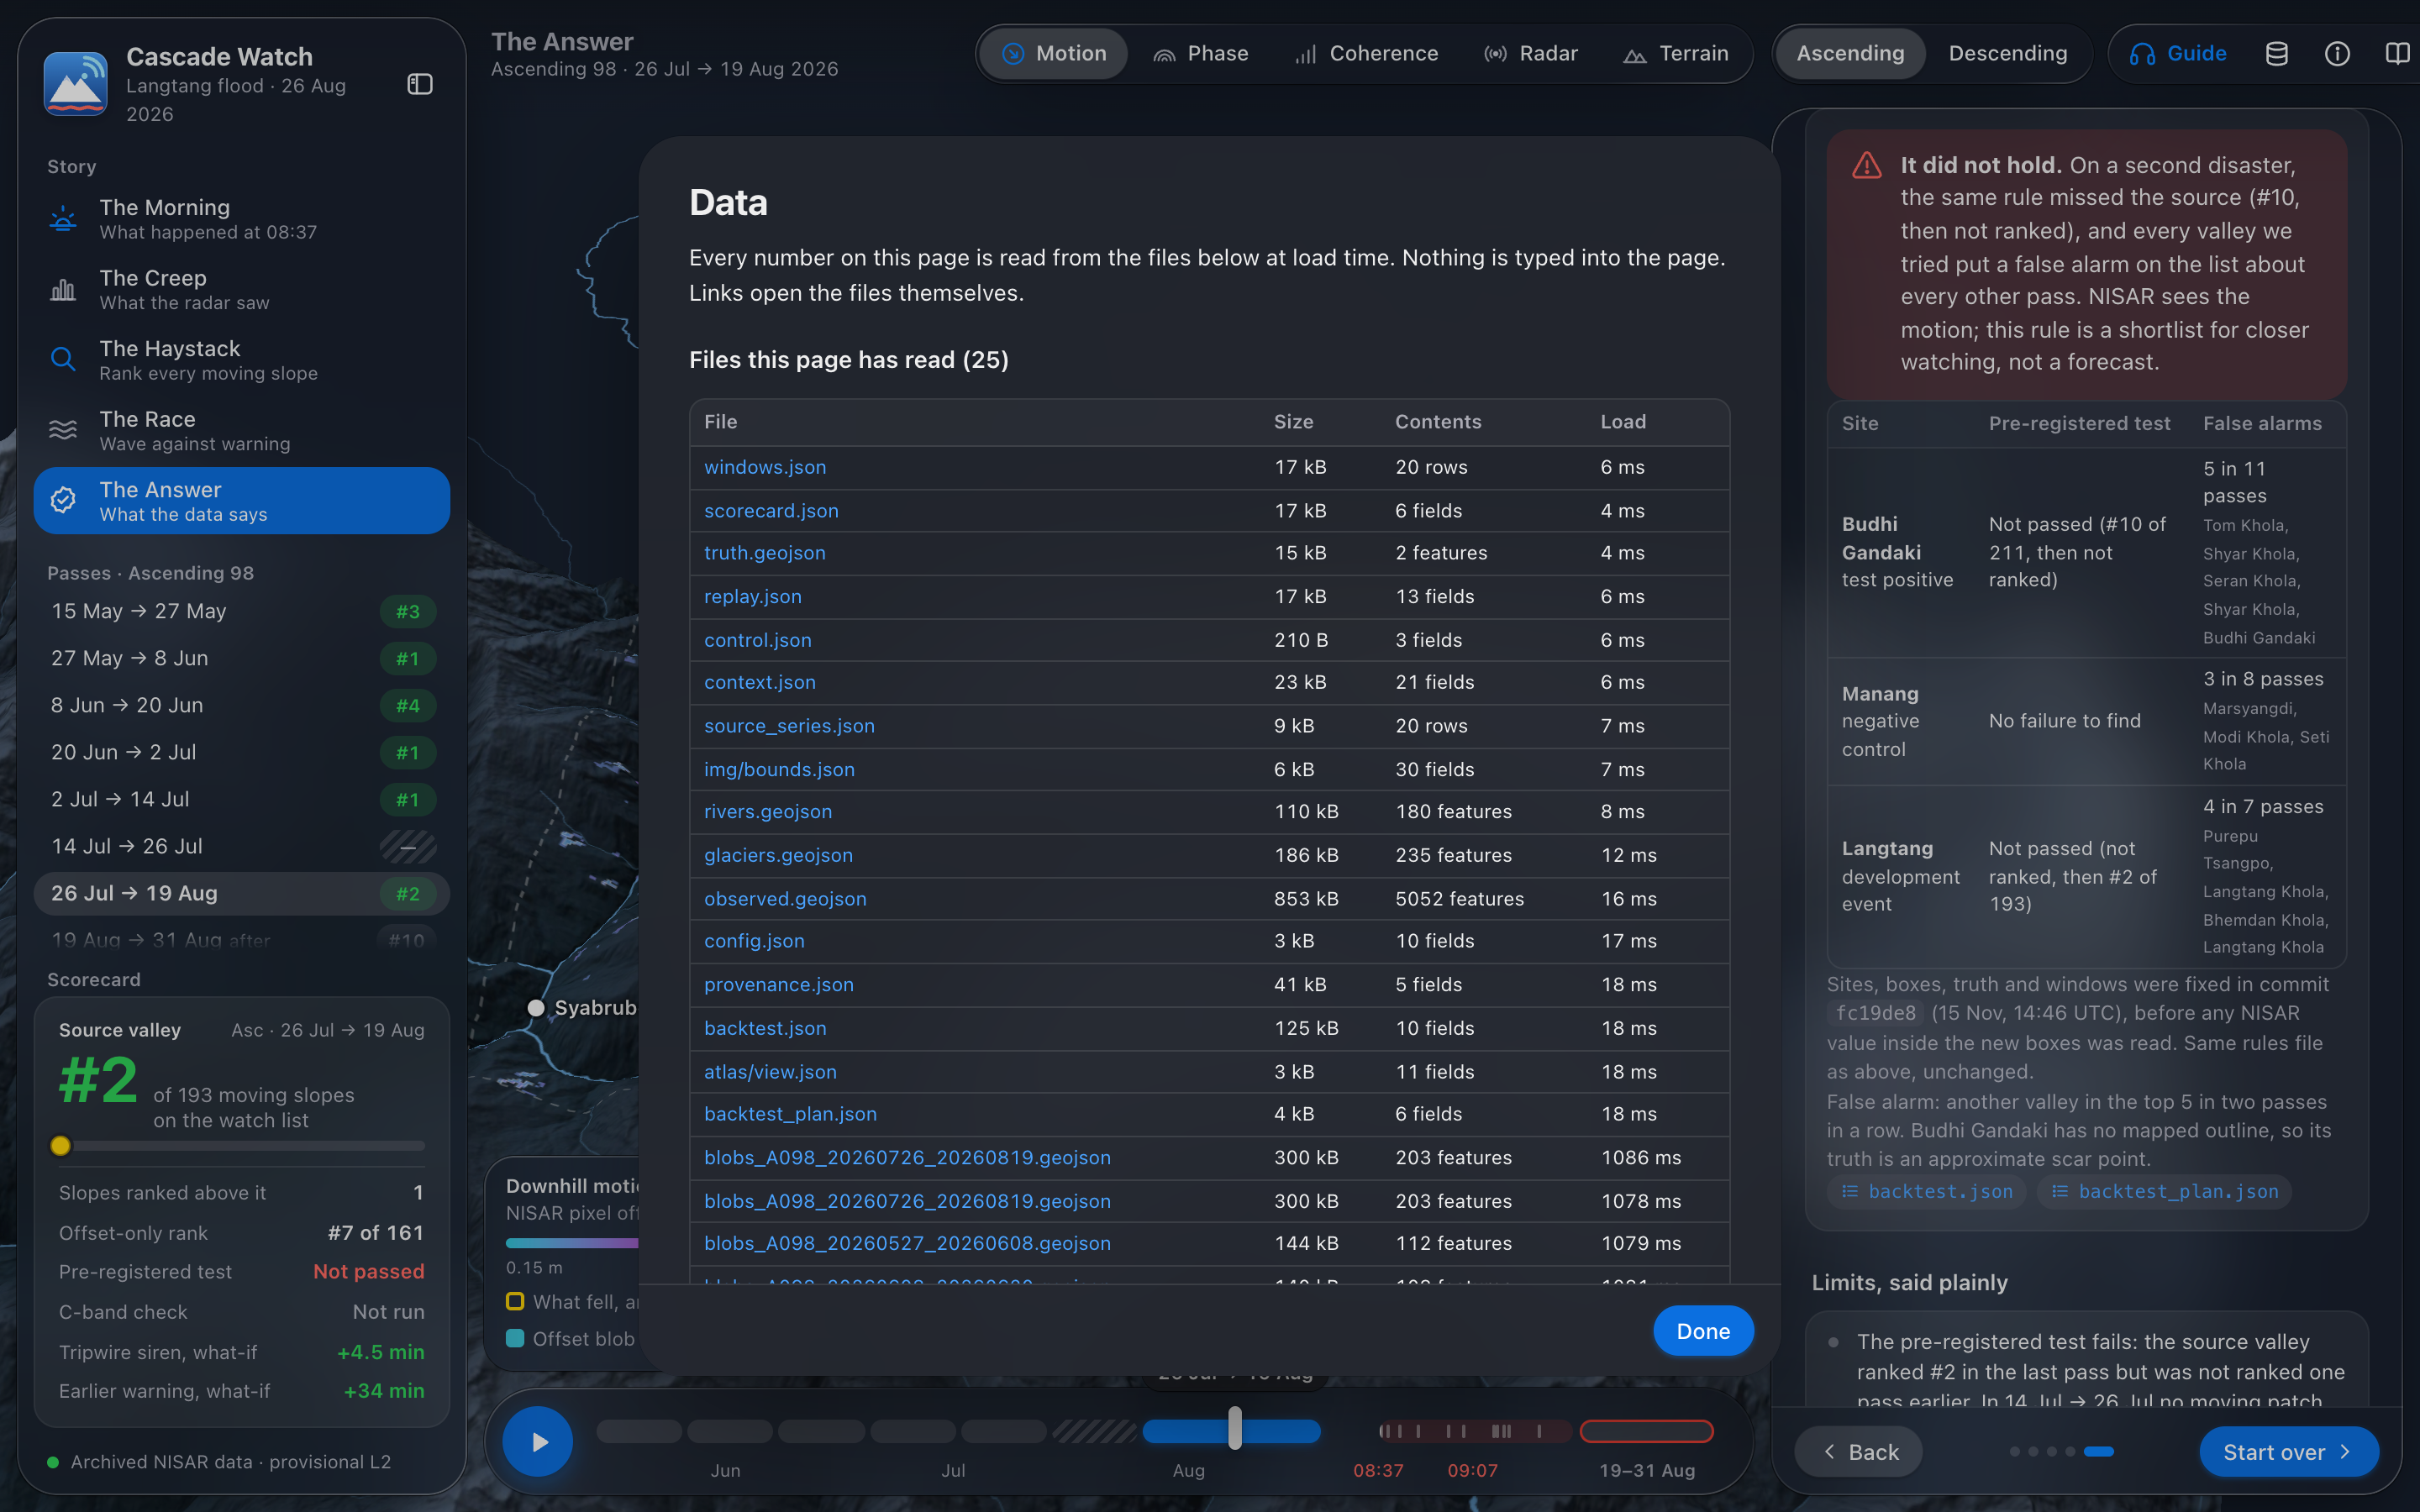 Cascade Watch
Langtang flood · 26 Aug
2026
Story
The Morning
What happened at 08:37
The Creep
What the radar saw
The Haystack
Rank every moving slope
The Race
Wave against warning
The Answer
What the data says
Passes · Ascending 98
15 May → 27 May #3
27 May → 8 Jun #1
8 Jun → 20 Jun #4
20 Jun → 2 Jul #1
2 Jul → 14 Jul #1
14 Jul → 26 Jul —
26 Jul → 19 Aug #2
19 Aug → 31 Aug after #10
Scorecard
Source valley Asc · 26 Jul → 19 Aug
#2 of 193 moving slopes
on the watch list
Slopes ranked above it 1
Offset-only rank #7 of 161
Pre-registered test Not passed
C-band check Not run
Tripwire siren, what-if +4.5 min
Earlier warning, what-if +34 min
Archived NISAR data · provisional L2
The Answer
Ascending 98 · 26 Jul → 19 Aug 2026
Motion Phase Coherence Radar Terrain
Ascending Descending
Guide
Syabrub
Downhill moti
NISAR pixel of
0.15 m
What fell, a
Offset blob
Data
Every number on this page is read from the files below at load time. Nothing is typed into the page.
Links open the files themselves.
Files this page has read (25)
File Size Contents Load
windows.json 17 kB 20 rows 6 ms
scorecard.json 17 kB 6 fields 4 ms
truth.geojson 15 kB 2 features 4 ms
replay.json 17 kB 13 fields 6 ms
control.json 210 B 3 fields 6 ms
context.json 23 kB 21 fields 6 ms
source_series.json 9 kB 20 rows 7 ms
img/bounds.json 6 kB 30 fields 7 ms
rivers.geojson 110 kB 180 features 8 ms
glaciers.geojson 186 kB 235 features 12 ms
observed.geojson 853 kB 5052 features 16 ms
config.json 3 kB 10 fields 17 ms
provenance.json 41 kB 5 fields 18 ms
backtest.json 125 kB 10 fields 18 ms
atlas/view.json 3 kB 11 fields 18 ms
backtest_plan.json 4 kB 6 fields 18 ms
blobs_A098_20260726_20260819.geojson 300 kB 203 features 1086 ms
blobs_A098_20260726_20260819.geojson 300 kB 203 features 1078 ms
blobs_A098_20260527_20260608.geojson 144 kB 112 features 1079 ms
Done
Jun Jul Aug 08:37 09:07 19–31 Aug
It did not hold. On a second disaster,
the same rule missed the source (#10,
then not ranked), and every valley we
tried put a false alarm on the list about
every other pass. NISAR sees the
motion; this rule is a shortlist for closer
watching, not a forecast.
Site Pre-registered test False alarms
Budhi
Gandaki
test positive
Not passed (#10 of
211, then not
ranked)
5 in 11
passes
Tom Khola,
Shyar Khola,
Seran Khola,
Shyar Khola,
Budhi Gandaki
Manang
negative
control
No failure to find
3 in 8 passes
Marsyangdi,
Modi Khola, Seti
Khola
Langtang
development
event
Not passed (not
ranked, then #2 of
193)
4 in 7 passes
Purepu
Tsangpo,
Langtang Khola,
Bhemdan Khola,
Langtang Khola
Sites, boxes, truth and windows were fixed in commit
fc19de8 (15 Nov, 14:46 UTC), before any NISAR
value inside the new boxes was read. Same rules file
as above, unchanged.
False alarm: another valley in the top 5 in two passes
in a row. Budhi Gandaki has no mapped outline, so its
truth is an approximate scar point.
backtest.json backtest_plan.json
Limits, said plainly
The pre-registered test fails: the source valley
ranked #2 in the last pass but was not ranked one
pass earlier. In 14 Jul → 26 Jul no moving patch
Back
Start over